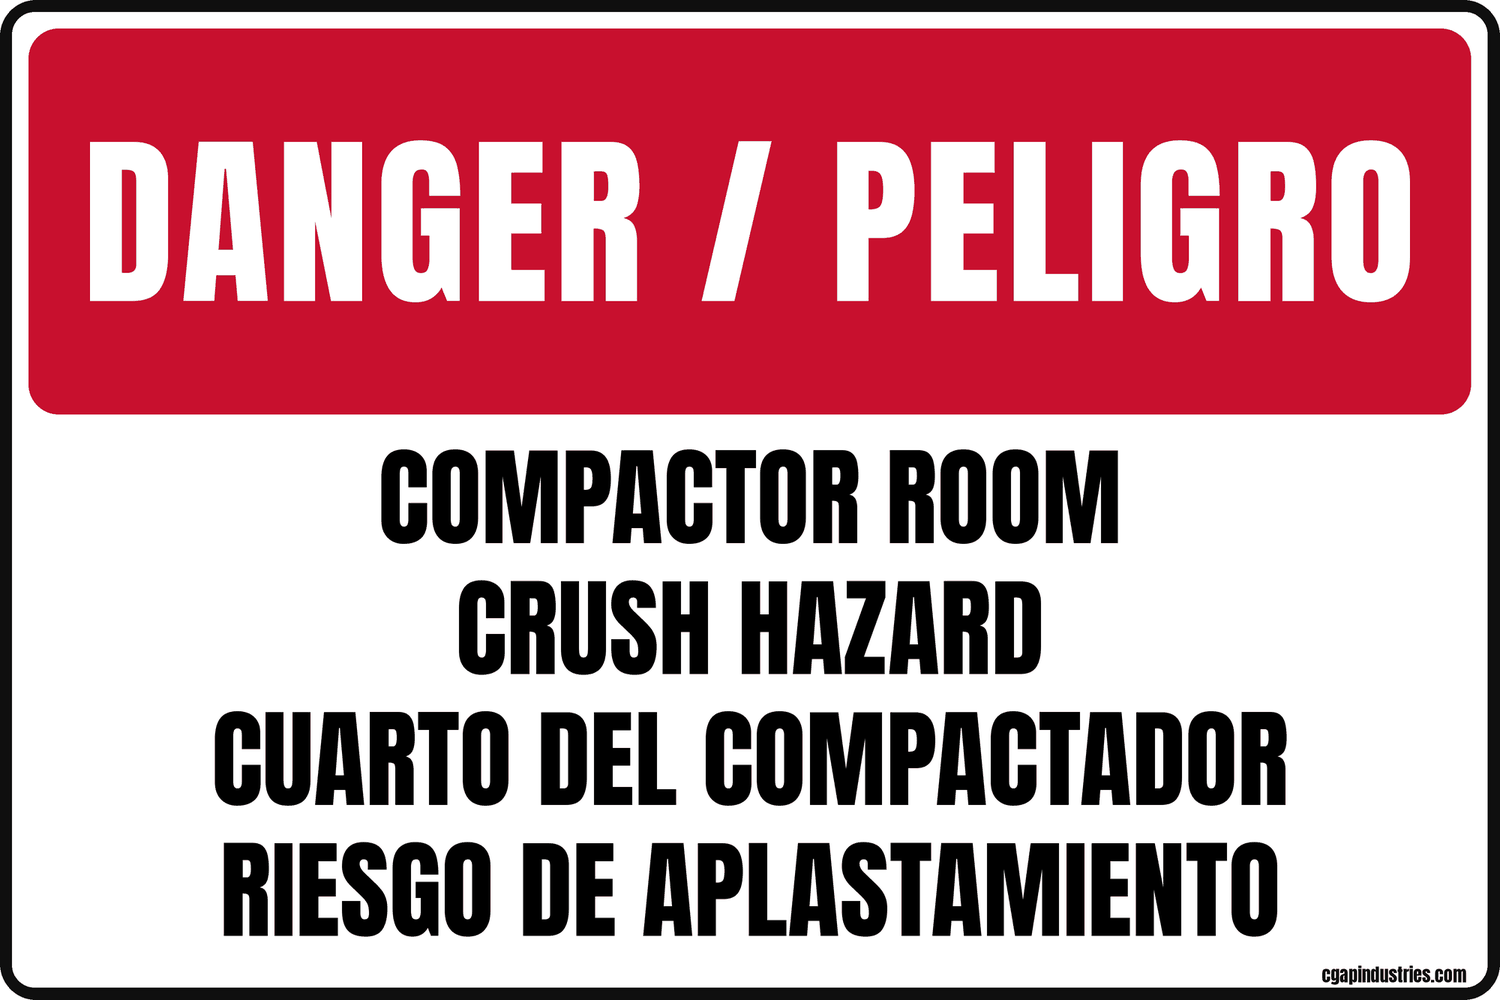 DANGER / PELIGRO
COMPACTOR ROOM
CRUSH HAZARD
CUARTO DEL COMPACTADOR
RIESGO DE APLASTAMIENTO
cgapindustries.com